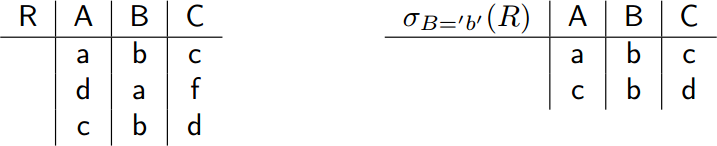 R A B C
a b c
d a f
c b d
σB='b'(R) A B C
a b c
c b d